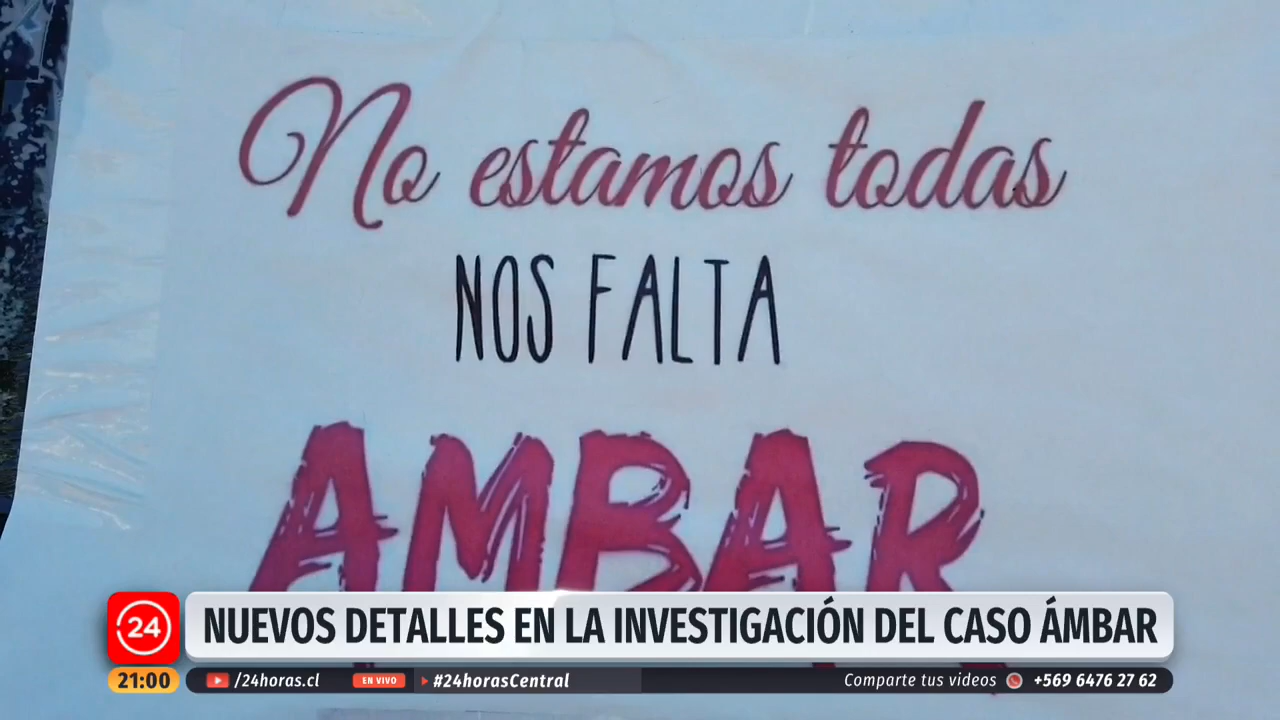 No estamos todas
NOS FALTA
AMBAR
24
NUEVOS DETALLES EN LA INVESTIGACIÓN DEL CASO ÁMBAR
21:00
/24horas.cl
EN VIVO
#24horasCentral
Comparte tus videos
+569 6476 27 62